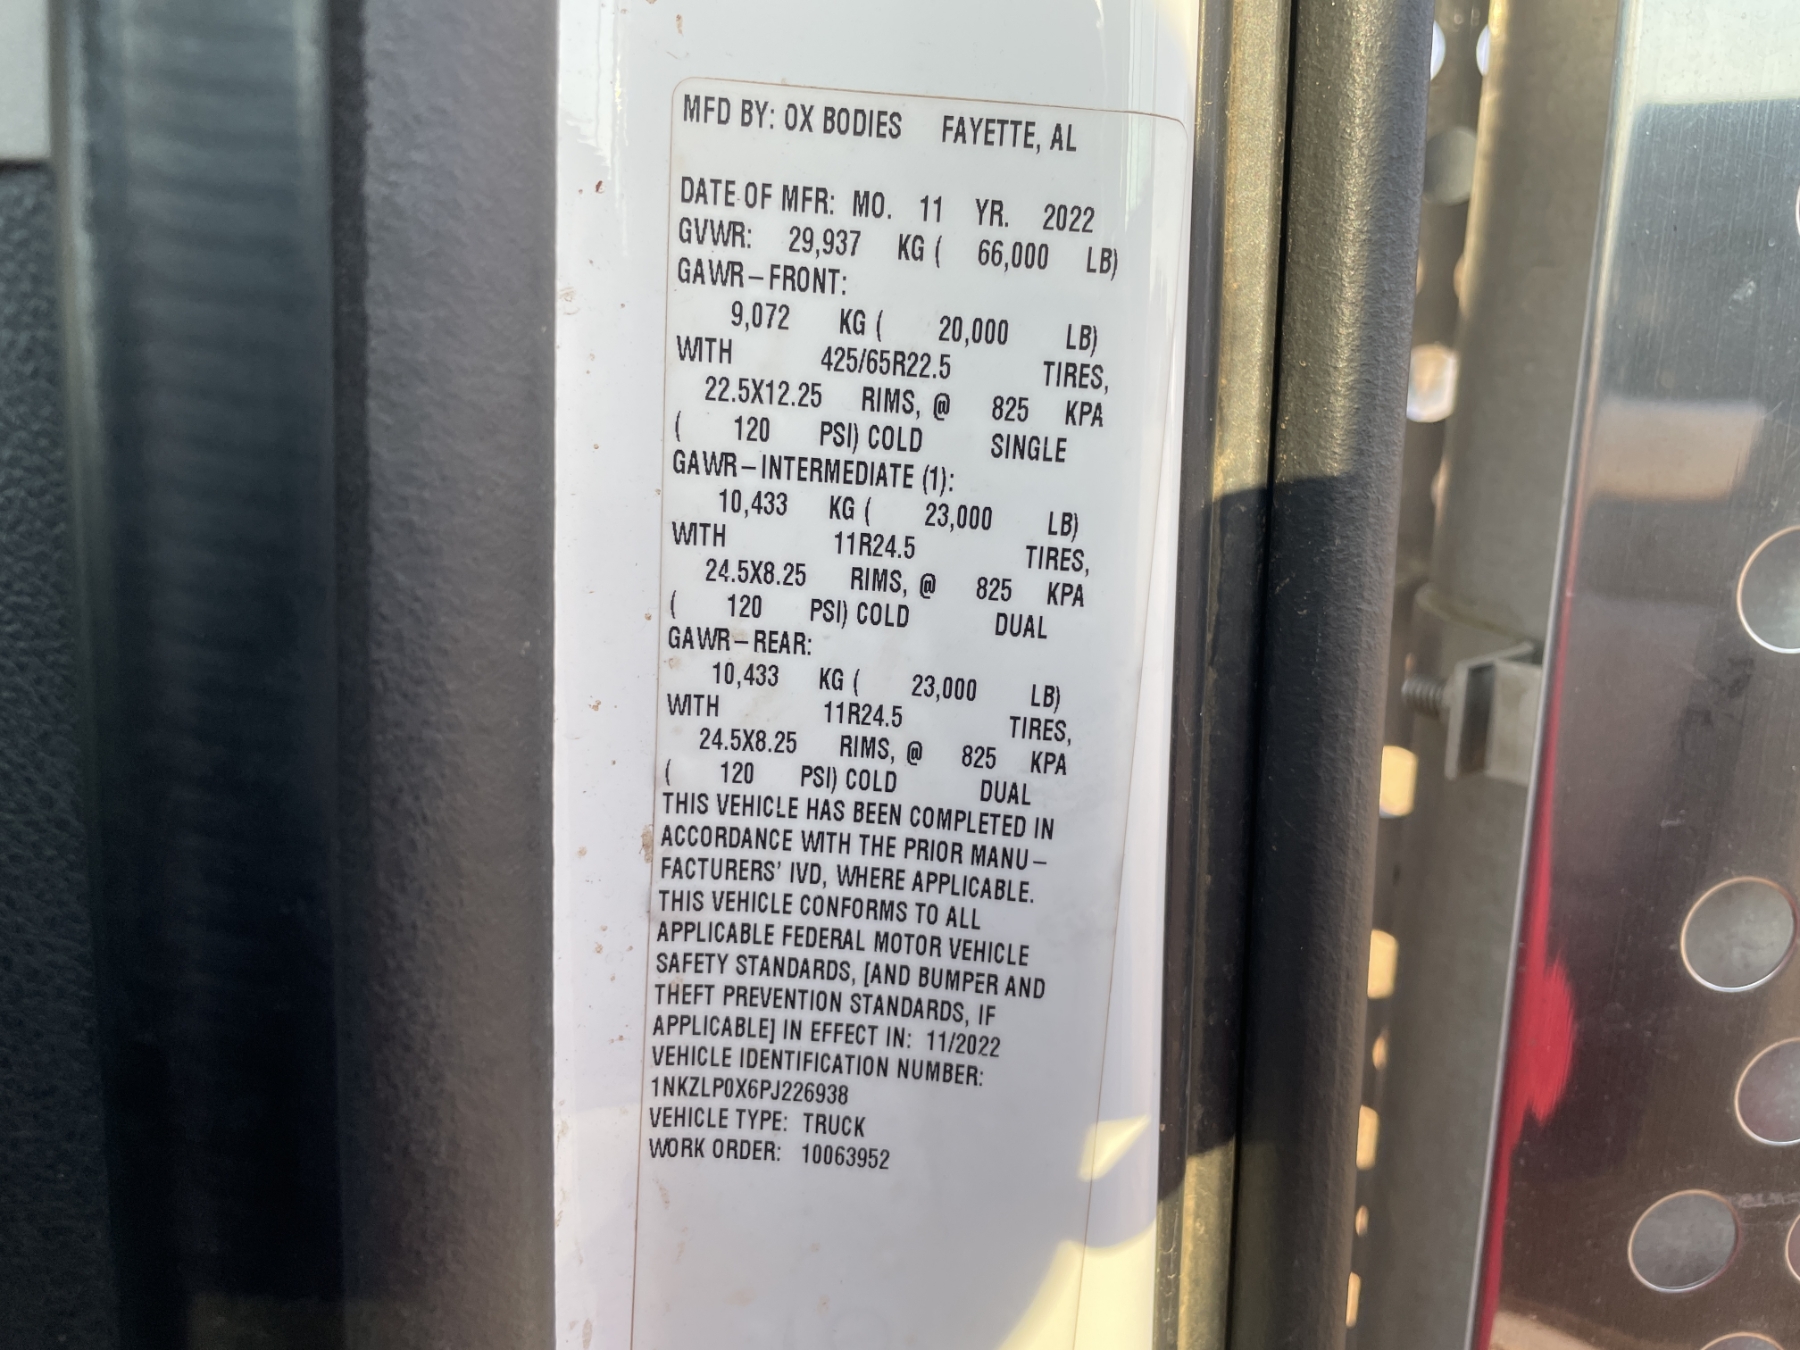 MFD BY: OX BODIES FAYETTE, AL
DATE OF MFR: MO. 11 YR. 2022
GVWR: 29,937 KG ( 66,000 LB)
GAWR-FRONT:
9,072 KG ( 20,000 LB)
WITH 425/65R22.5 TIRES,
22.5X12.25 RIMS, @ 825 KPA
( 120 PSI) COLD SINGLE
GAWR-INTERMEDIATE (1):
10,433 KG ( 23,000 LB)
WITH 11R24.5 TIRES,
24.5X8.25 RIMS, @ 825 KPA
( 120 PSI) COLD DUAL
GAWR-REAR:
10,433 KG ( 23,000 LB)
WITH 11R24.5 TIRES,
24.5X8.25 RIMS, @ 825 KPA
( 120 PSI) COLD DUAL
THIS VEHICLE HAS BEEN COMPLETED IN
ACCORDANCE WITH THE PRIOR MANU-
FACTURERS' IVD, WHERE APPLICABLE.
THIS VEHICLE CONFORMS TO ALL
APPLICABLE FEDERAL MOTOR VEHICLE
SAFETY STANDARDS, [AND BUMPER AND
THEFT PREVENTION STANDARDS, IF
APPLICABLE] IN EFFECT IN: 11/2022
VEHICLE IDENTIFICATION NUMBER:
1NKZLP0X6PJ226938
VEHICLE TYPE: TRUCK
WORK ORDER: 10063952